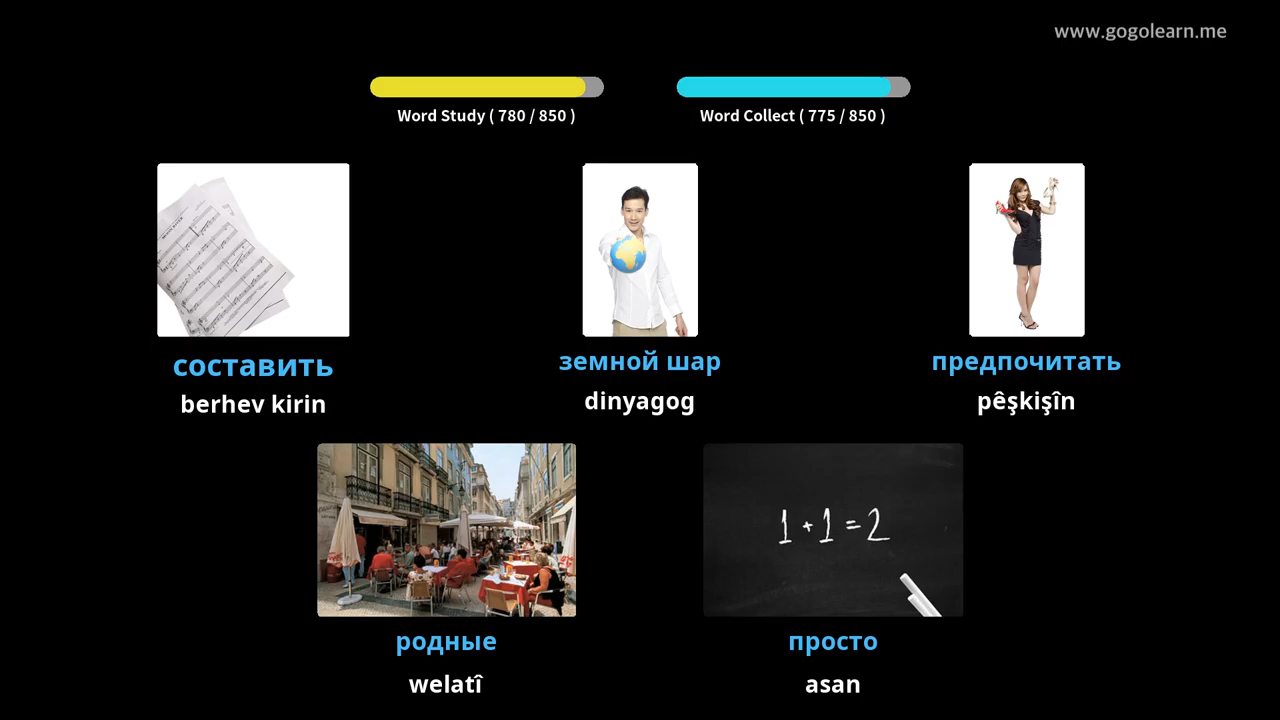 www.gogolearn.me
Word Study ( 780 / 850 )
Word Collect ( 775 / 850 )
составить
berhev kirin
земной шар
dinyagog
предпочитать
pêşkişîn
1 + 1 = 2
родные
welatî
просто
asan